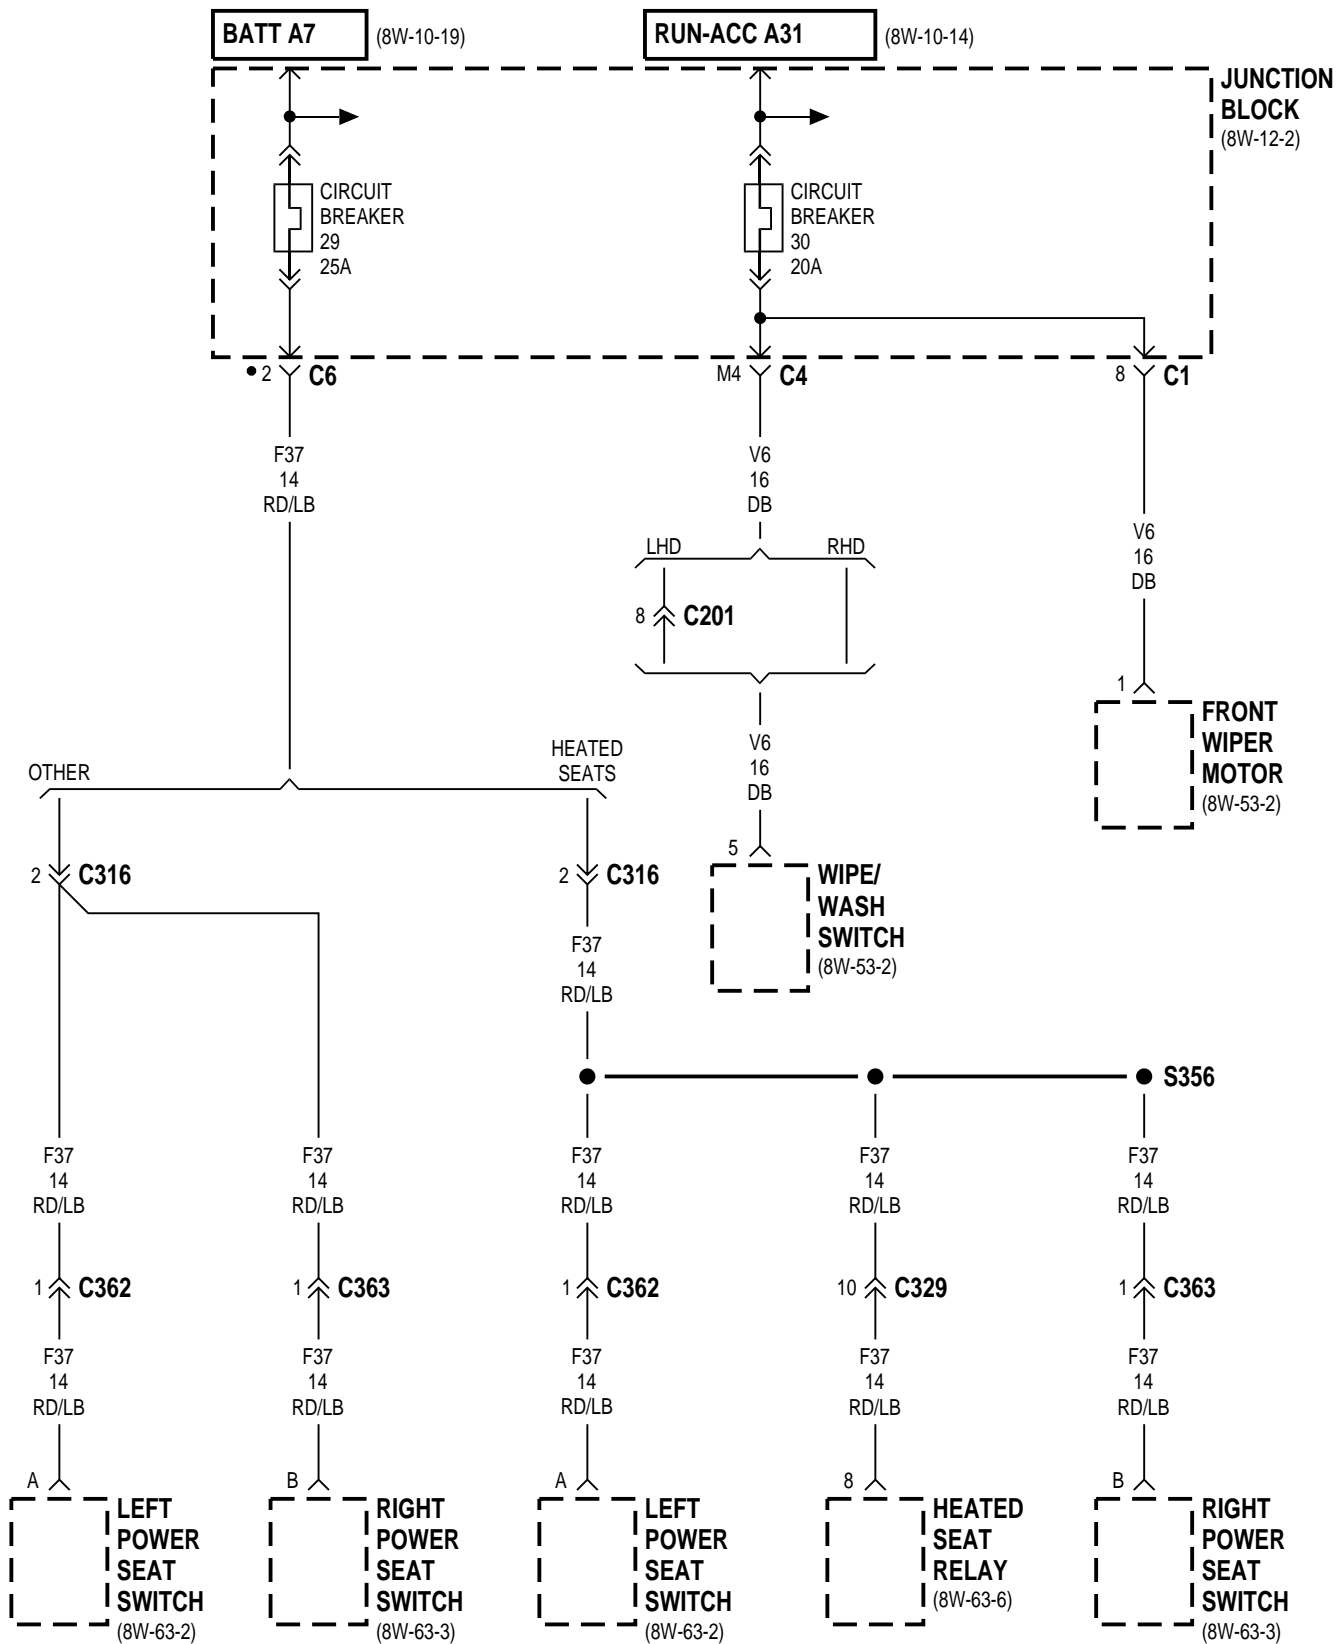 BATT A7
(8W-10-19)
RUN-ACC A31
(8W-10-14)
JUNCTION
BLOCK
(8W-12-2)
CIRCUIT
BREAKER
29
25A
CIRCUIT
BREAKER
30
20A
• 2
C6
M4
C4
8
C1
F37
14
RD/LB
V6
16
DB
V6
16
DB
LHD
RHD
8
C201
1
FRONT
WIPER
MOTOR
(8W-53-2)
V6
16
DB
OTHER
HEATED
SEATS
5
WIPE/
WASH
SWITCH
(8W-53-2)
2
C316
2
C316
F37
14
RD/LB
S356
F37
14
RD/LB
F37
14
RD/LB
F37
14
RD/LB
F37
14
RD/LB
F37
14
RD/LB
1
C362
1
C363
1
C362
10
C329
1
C363
F37
14
RD/LB
F37
14
RD/LB
F37
14
RD/LB
F37
14
RD/LB
F37
14
RD/LB
A
LEFT
POWER
SEAT
SWITCH
(8W-63-2)
B
RIGHT
POWER
SEAT
SWITCH
(8W-63-3)
A
LEFT
POWER
SEAT
SWITCH
(8W-63-2)
8
HEATED
SEAT
RELAY
(8W-63-6)
B
RIGHT
POWER
SEAT
SWITCH
(8W-63-3)